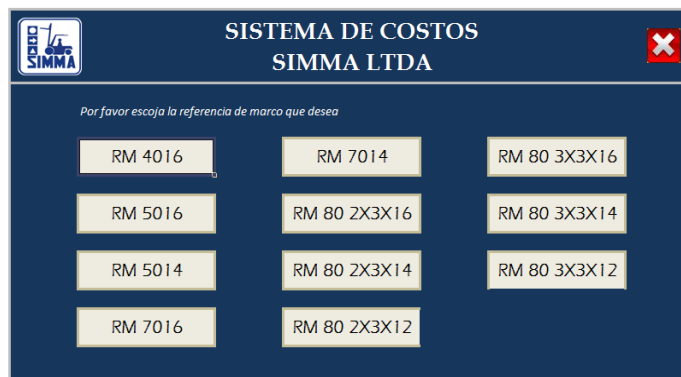 SISTEMA DE COSTOS
SIMMA LTDA
SIMMA
Por favor escoja la referencia de marco que desea
RM 4016
RM 7014
RM 80 3X3X16
RM 5016
RM 80 2X3X16
RM 80 3X3X14
RM 5014
RM 80 2X3X14
RM 80 3X3X12
RM 7016
RM 80 2X3X12